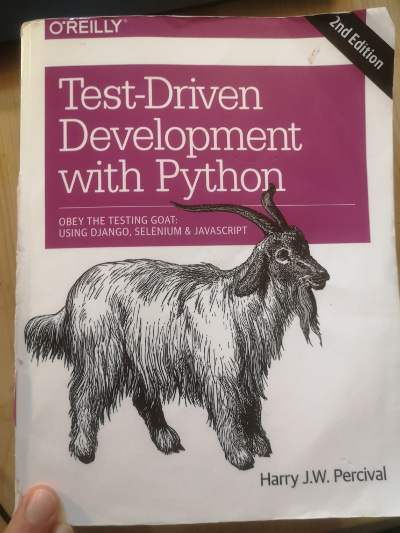 O'REILLY®
2nd Edition
Test-Driven
Development
with Python
OBEY THE TESTING GOAT:
USING DJANGO, SELENIUM & JAVASCRIPT
Harry J.W. Percival